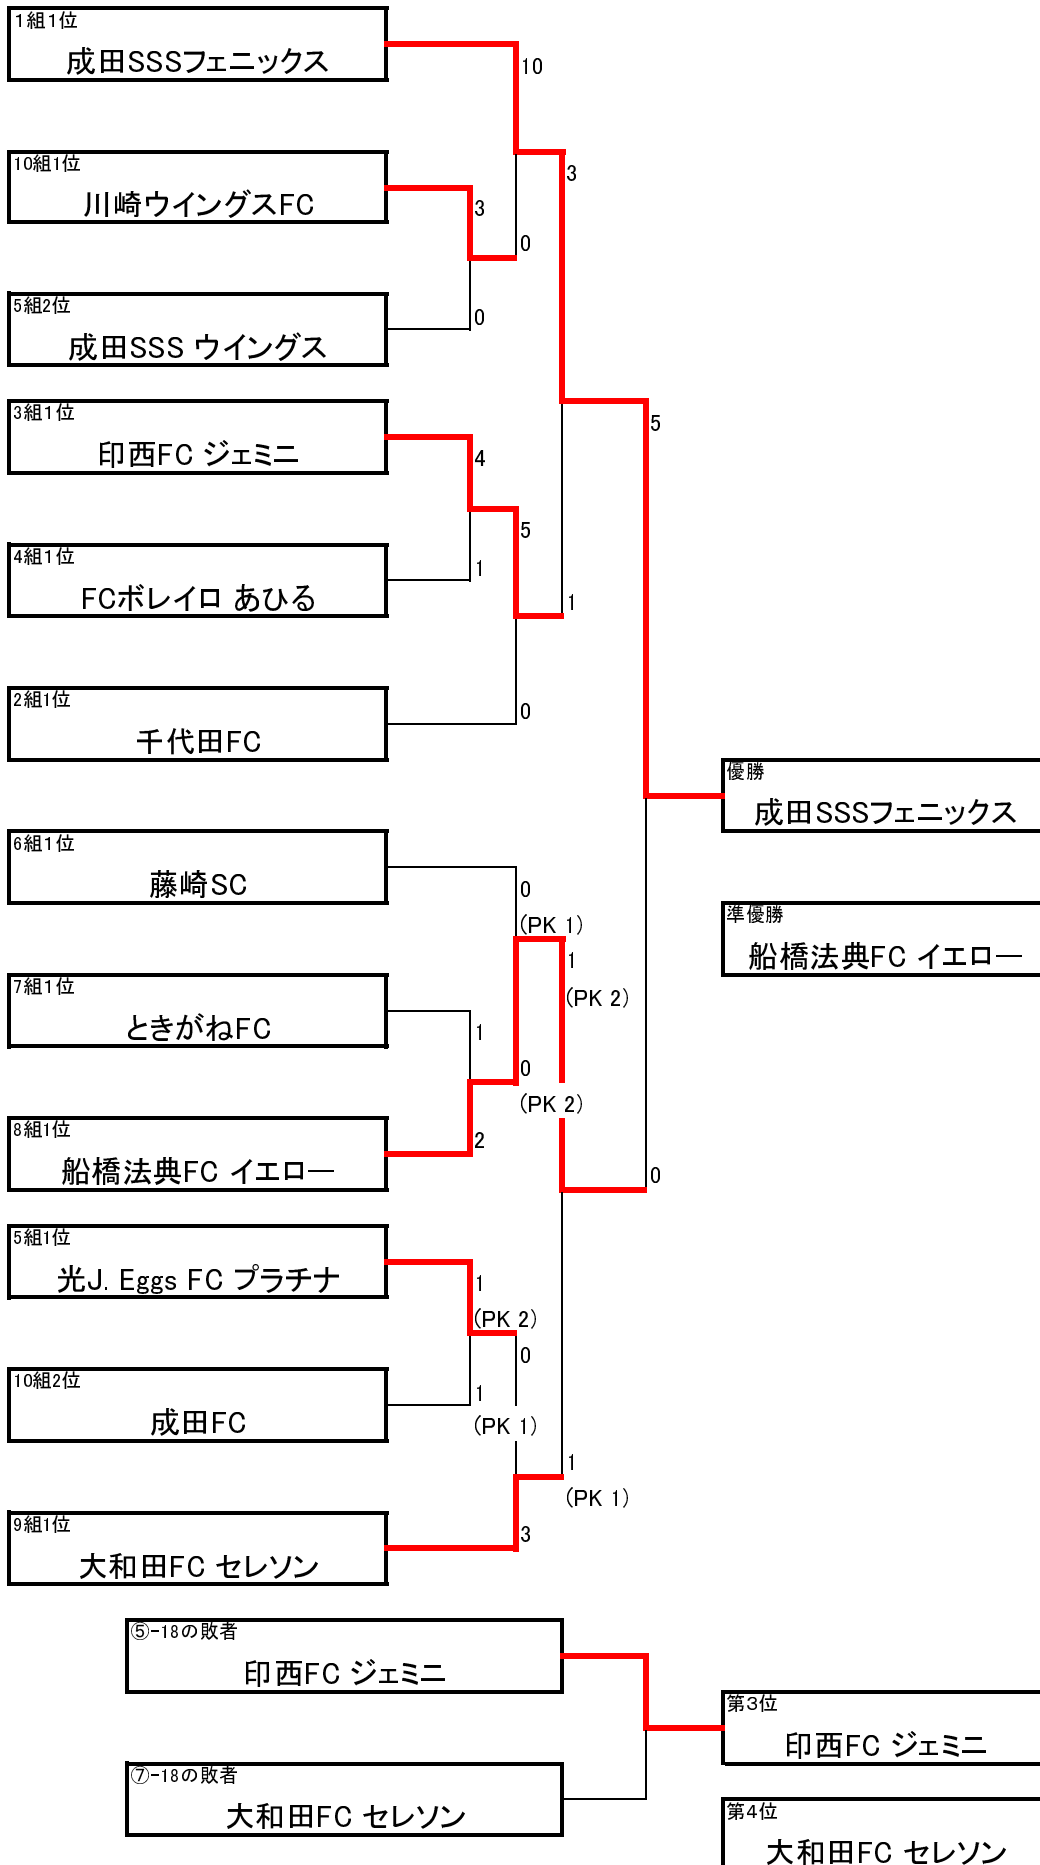 1組1位
成田SSSフェニックス
10
10組1位
3
川崎ウイングスFC
3
0
5組2位
0
成田SSS ウイングス
3組1位
5
印西FC ジェミニ
4
5
4組1位
1
FCボレイロ あひる
1
2組1位
0
千代田FC
優勝
成田SSSフェニックス
6組1位
藤崎SC
0
(PK 1)
準優勝
船橋法典FC イエロー
1
(PK 2)
7組1位
ときがねFC
1
0
(PK 2)
8組1位
2
船橋法典FC イエロー
0
5組1位
光J. Eggs FC プラチナ
1
(PK 2)
0
10組2位
1
成田FC
(PK 1)
1
(PK 1)
9組1位
3
大和田FC セレソン
⑤-18の敗者
印西FC ジェミニ
第3位
印西FC ジェミニ
⑦-18の敗者
大和田FC セレソン
第4位
大和田FC セレソン